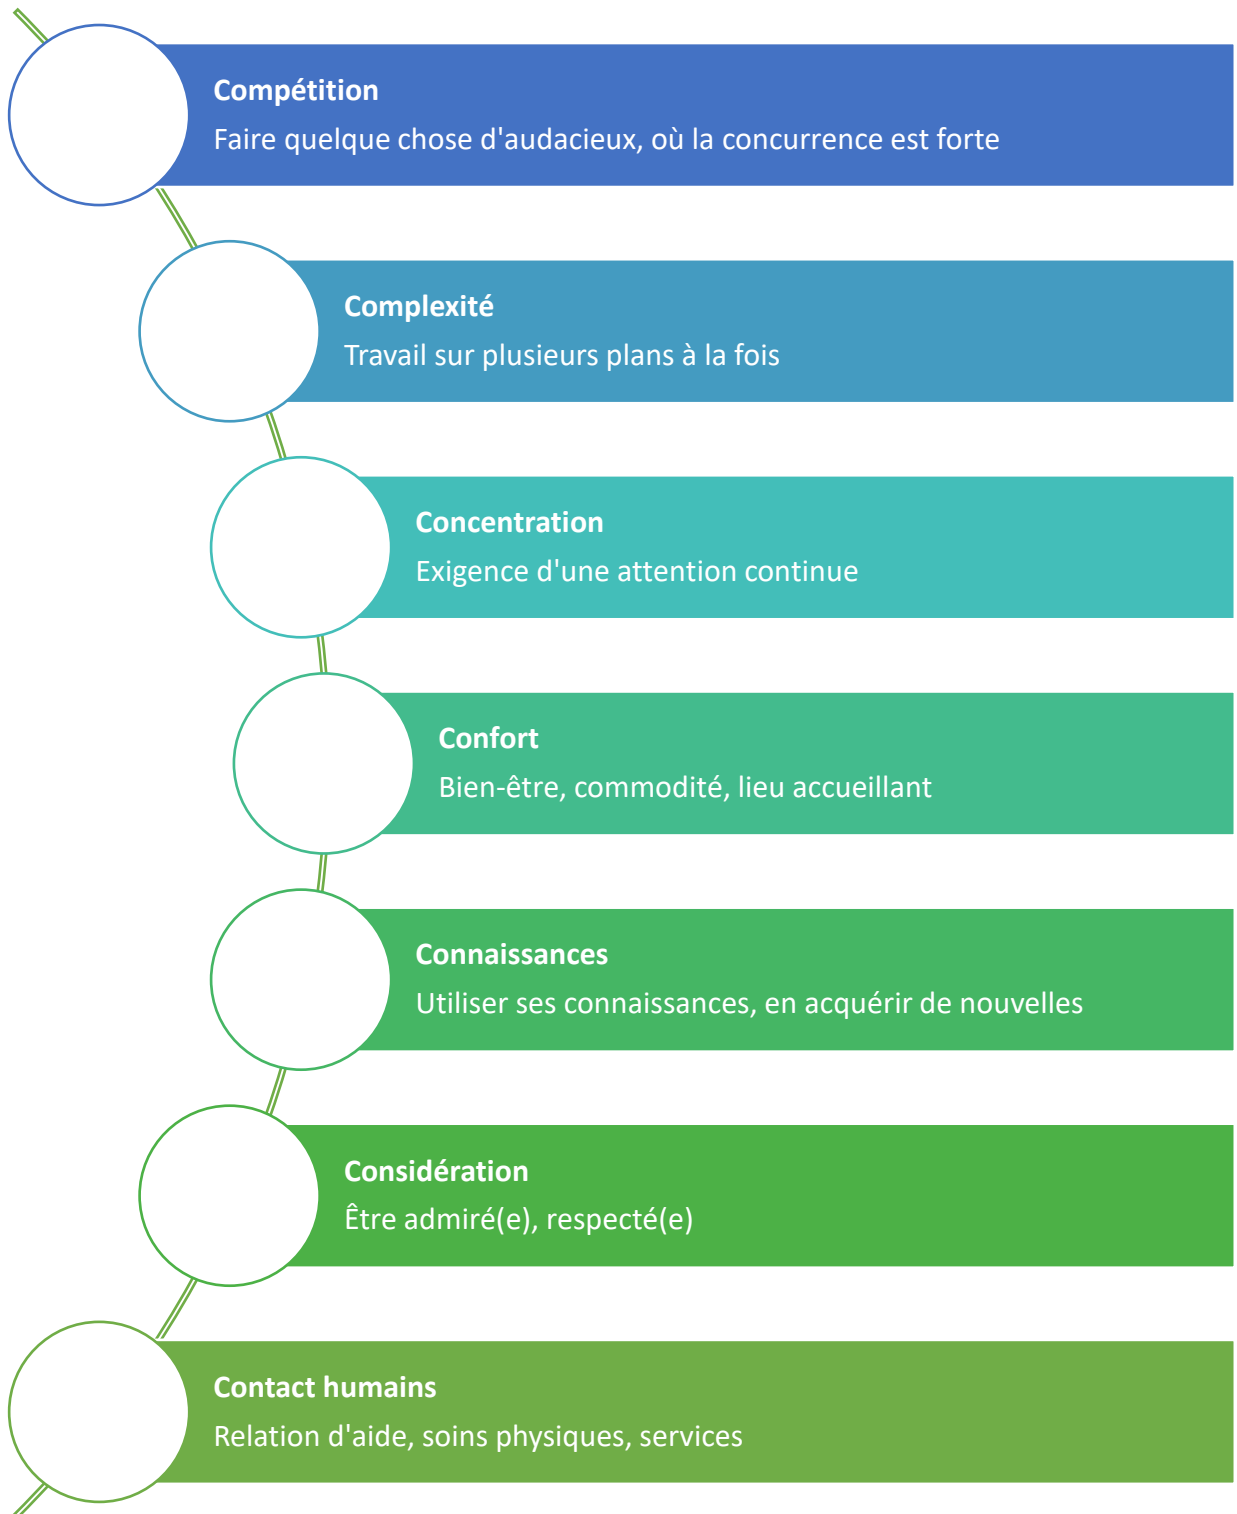 Compétition
Faire quelque chose d'audacieux, où la concurrence est forte
Complexité
Travail sur plusieurs plans à la fois
Concentration
Exigence d'une attention continue
Confort
Bien-être, commodité, lieu accueillant
Connaissances
Utiliser ses connaissances, en acquérir de nouvelles
Considération
Être admiré(e), respecté(e)
Contact humains
Relation d'aide, soins physiques, services